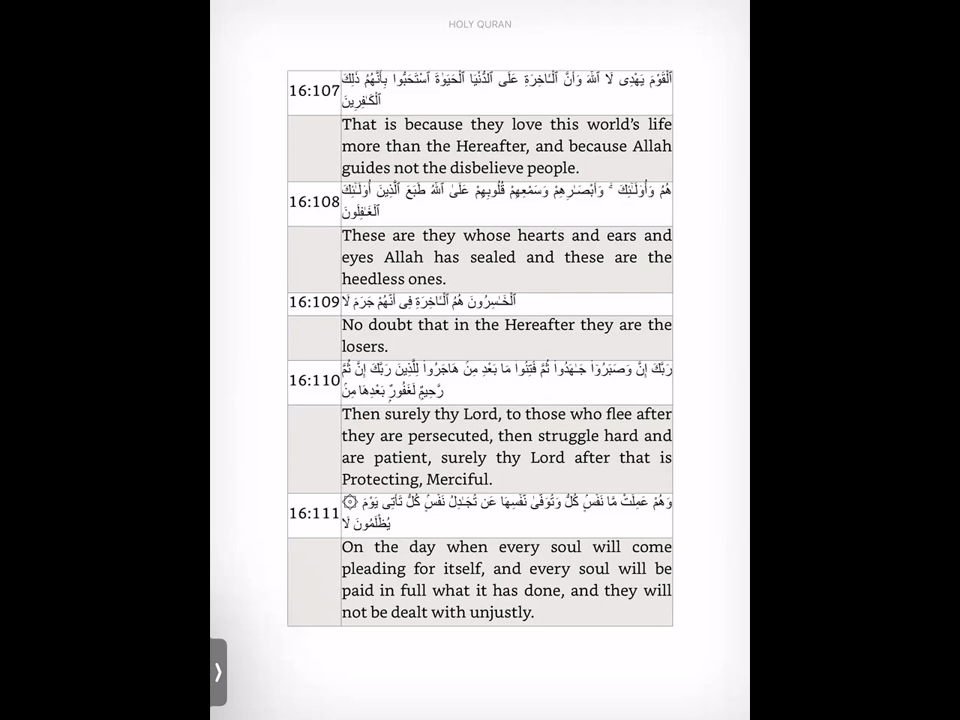 HOLY QURAN
16:107
ٱلْقَوْمَ يَهْدِى لَا ٱللَّهَ وَأَنَّ ٱلْـَٔاخِرَةِ عَلَى ٱلدُّنْيَا ٱلْحَيَوٰةَ ٱسْتَحَبُّوا۟ بِأَنَّهُمُ ذَٰلِكَ
ٱلْكَـٰفِرِينَ
That is because they love this world’s life
more than the Hereafter, and because Allah
guides not the disbelieve people.
16:108
هُمُ وَأُو۟لَـٰٓئِكَ ۖ وَأَبْصَـٰرِهِمْ وَسَمْعِهِمْ قُلُوبِهِمْ عَلَىٰ ٱللَّهُ طَبَعَ ٱلَّذِينَ أُو۟لَـٰٓئِكَ
ٱلْغَـٰفِلُونَ
These are they whose hearts and ears and
eyes Allah has sealed and these are the
heedless ones.
16:109
ٱلْخَـٰسِرُونَ هُمُ ٱلْـَٔاخِرَةِ فِى أَنَّهُمْ جَرَمَ لَا
No doubt that in the Hereafter they are the
losers.
16:110
رَبَّكَ إِنَّ وَصَبَرُوٓا۟ جَـٰهَدُوا۟ ثُمَّ فُتِنُوا۟ مَا بَعْدِ مِنۢ هَاجَرُوا۟ لِلَّذِينَ رَبَّكَ إِنَّ ثُمَّ
رَّحِيمٌ لَغَفُورٌ بَعْدِهَا مِنۢ
Then surely thy Lord, to those who flee after
they are persecuted, then struggle hard and
are patient, surely thy Lord after that is
Protecting, Merciful.
16:111
وَهُمْ عَمِلَتْ مَّا نَفْسٍ كُلُّ وَتُوَفَّىٰ نَّفْسِهَا عَن تُجَـٰدِلُ نَفْسٍ كُلُّ تَأْتِى يَوْمَ ۞
يُظْلَمُونَ لَا
On the day when every soul will come
pleading for itself, and every soul will be
paid in full what it has done, and they will
not be dealt with unjustly.